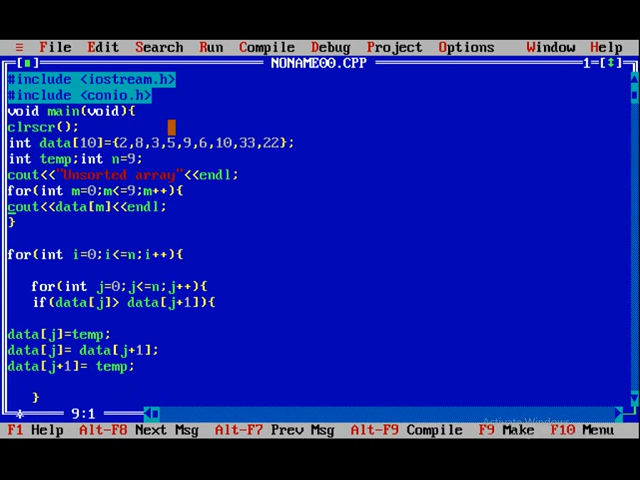 ≡ File Edit Search Run Compile Debug Project Options Window Help
[■] NONAME00.CPP 1=[↕]
#include <iostream.h>
#include <conio.h>
void main(void){
clrscr();
int data[10]={2,8,3,5,9,6,10,33,22};
int temp;int n=9;
cout<<"Unsorted array"<<endl;
for(int m=0;m<=9;m++){
cout<<data[m]<<endl;
}
for(int i=0;i<=n;i++){
for(int j=0;j<=n;j++){
if(data[j]> data[j+1]){
data[j]=temp;
data[j]= data[j+1];
data[j+1]= temp;
}
9:1
Activate Windows
F1 Help Alt-F8 Next Msg Alt-F7 Prev Msg Alt-F9 Compile F9 Make F10 Menu